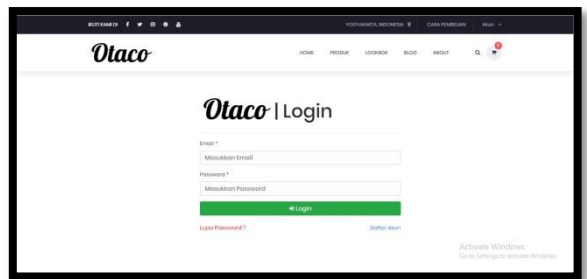 IKUTI KAMI DI
YOGYAKARTA, INDONESIA
CARA PEMBELIAN
Akun
Otaco
HOME PRODUK LOOKBOOK BLOG ABOUT
0
Otaco | Login
Email *
Masukkan Email
Password *
Masukkan Password
Login
Lupa Password?
Daftar Akun
Activate Windows
Go to Settings to activate Windows.